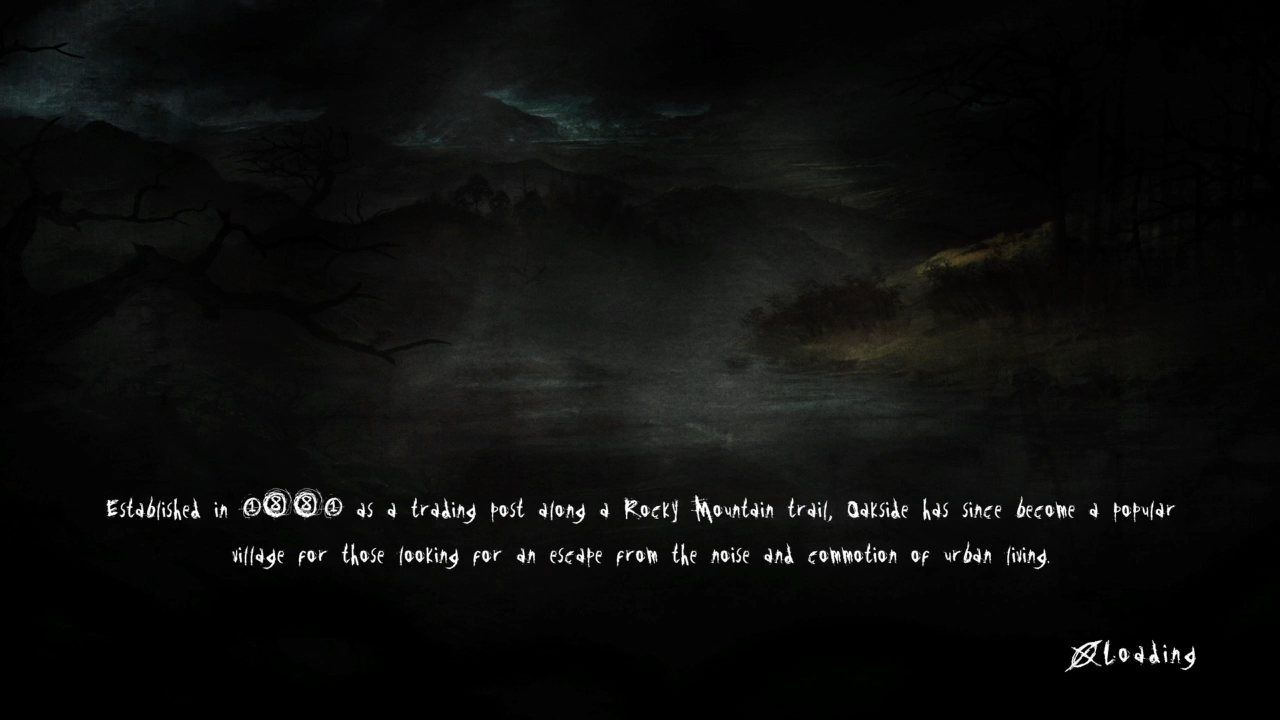 Established in 1881 as a trading post along a Rocky Mountain trail, Oakside has since become a popular
village for those looking for an escape from the noise and commotion of urban living.
Loading